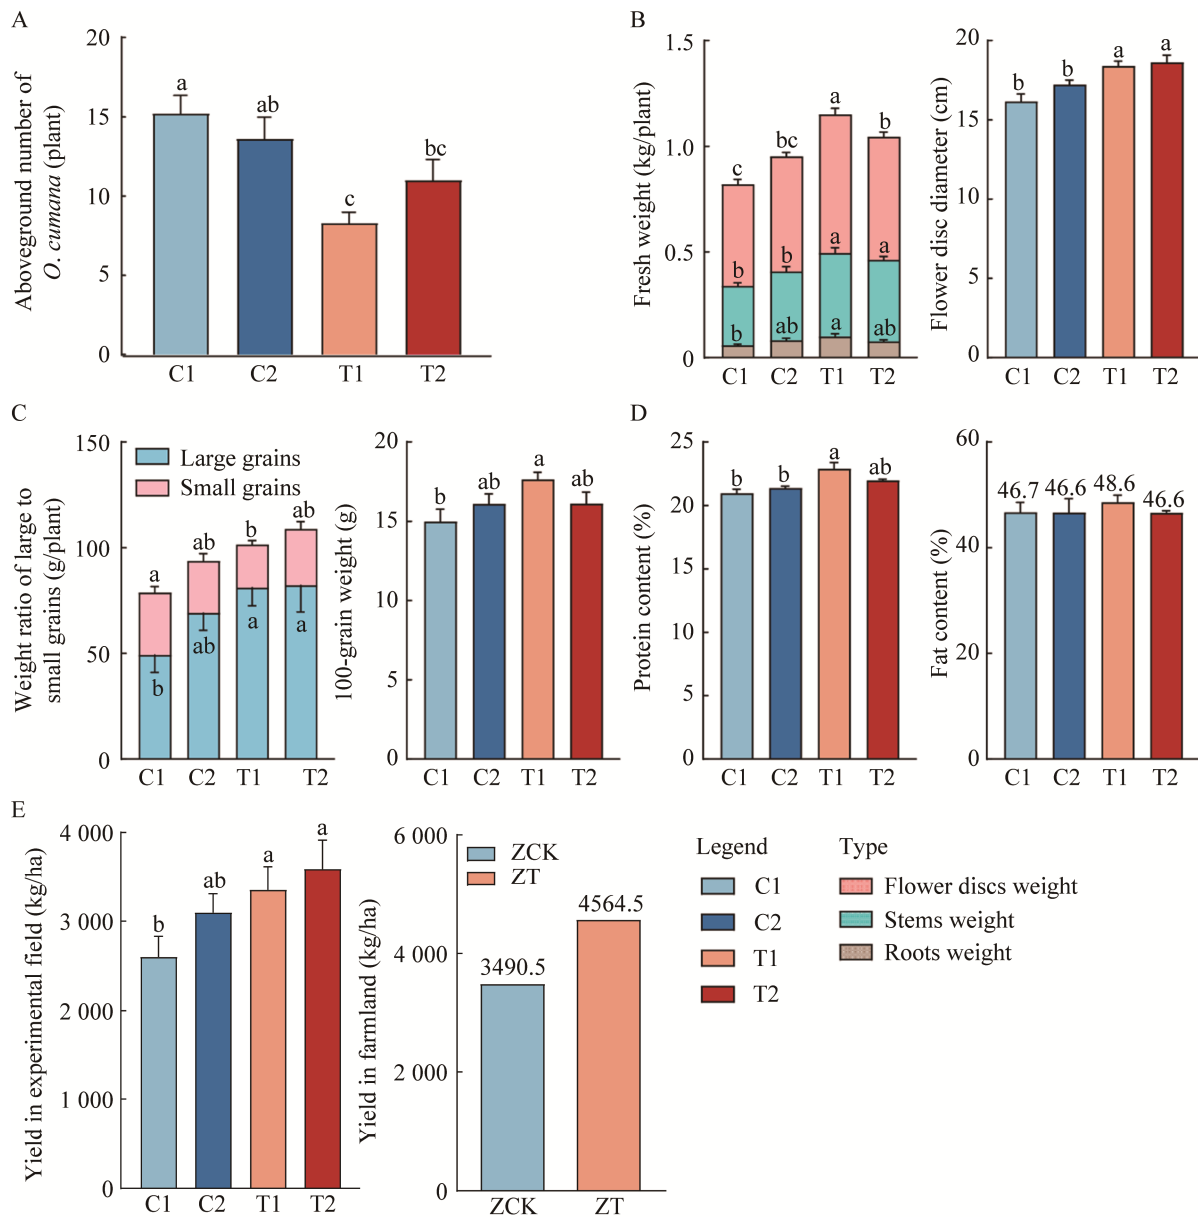 A
Aboveground number of
O. cumana (plant)
20
15
10
5
0
a
ab
c
bc
C1
C2
T1
T2
B
Fresh weight (kg/plant)
1.5
1.0
0.5
0
c
bc
a
b
b
b
a
a
b
ab
a
ab
C1
C2
T1
T2
Flower disc diameter (cm)
20
15
10
5
0
b
b
a
a
C1
C2
T1
T2
C
Weight ratio of large to
small grains (g/plant)
150
100
50
0
Large grains
Small grains
a
ab
b
ab
b
ab
a
a
C1
C2
T1
T2
100-grain weight (g)
20
15
10
5
0
b
ab
a
ab
C1
C2
T1
T2
D
Protein content (%)
25
20
15
10
5
0
b
b
a
ab
C1
C2
T1
T2
Fat content (%)
60
40
20
0
46.7
46.6
48.6
46.6
C1
C2
T1
T2
E
Yield in experimental field (kg/ha)
4 000
3 000
2 000
1 000
0
b
ab
a
a
C1
C2
T1
T2
Yield in farmland (kg/ha)
6 000
4 000
2 000
0
ZCK
ZT
3490.5
4564.5
ZCK
ZT
Legend
C1
C2
T1
T2
Type
Flower discs weight
Stems weight
Roots weight